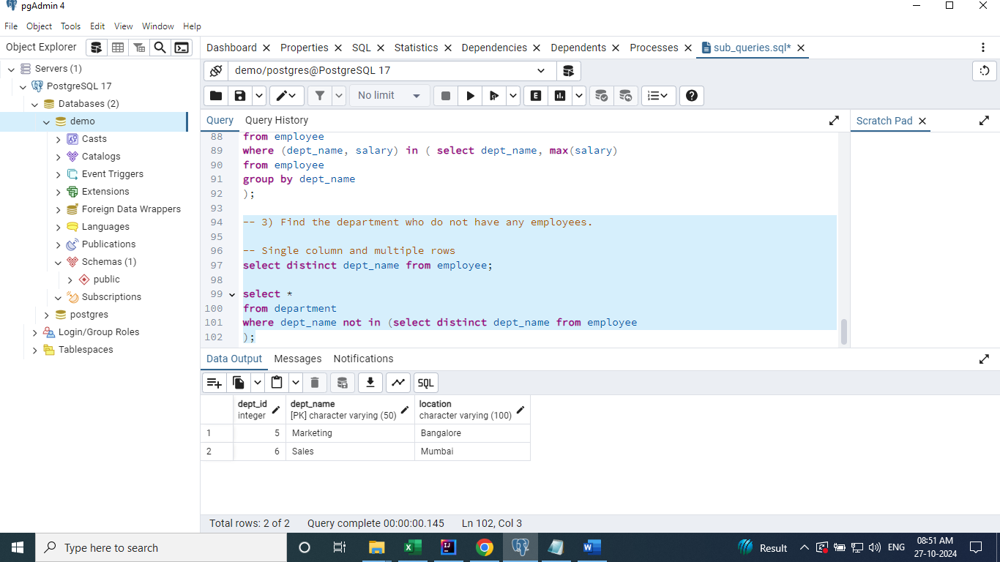 pgAdmin 4
File Object Tools Edit View Window Help
Object Explorer
Dashboard Properties SQL Statistics Dependencies Dependents Processes sub_queries.sql*
Servers (1)
PostgreSQL 17
Databases (2)
demo
Casts
Catalogs
Event Triggers
Extensions
Foreign Data Wrappers
Languages
Publications
Schemas (1)
public
Subscriptions
postgres
Login/Group Roles
Tablespaces
demo/postgres@PostgreSQL 17
No limit
E
Query Query History
Scratch Pad
88 from employee
89 where (dept_name, salary) in ( select dept_name, max(salary)
90 from employee
91 group by dept_name
92 );
93
94 -- 3) Find the department who do not have any employees.
95
96 -- Single column and multiple rows
97 select distinct dept_name from employee;
98
99 select *
100 from department
101 where dept_name not in (select distinct dept_name from employee
102 );
Data Output Messages Notifications
SQL
dept_id integer
dept_name [PK] character varying (50)
location character varying (100)
1 5 Marketing Bangalore
2 6 Sales Mumbai
Total rows: 2 of 2 Query complete 00:00:00.145 Ln 102, Col 3
Type here to search
Result
ENG
08:51 AM
27-10-2024